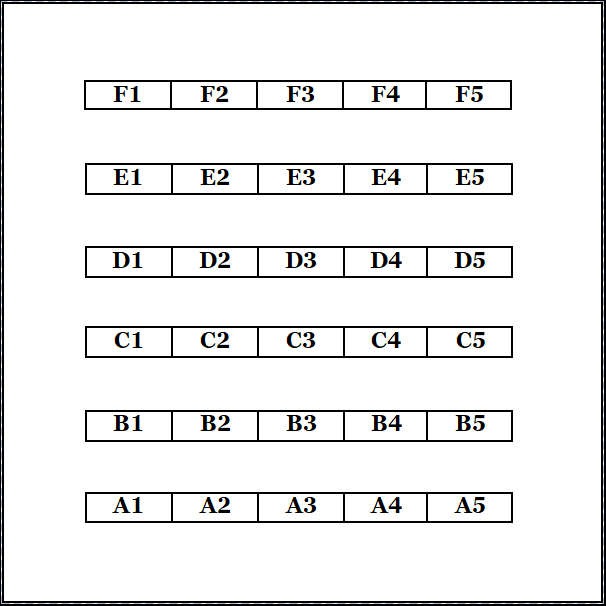 F1 F2 F3 F4 F5
E1 E2 E3 E4 E5
D1 D2 D3 D4 D5
C1 C2 C3 C4 C5
B1 B2 B3 B4 B5
A1 A2 A3 A4 A5